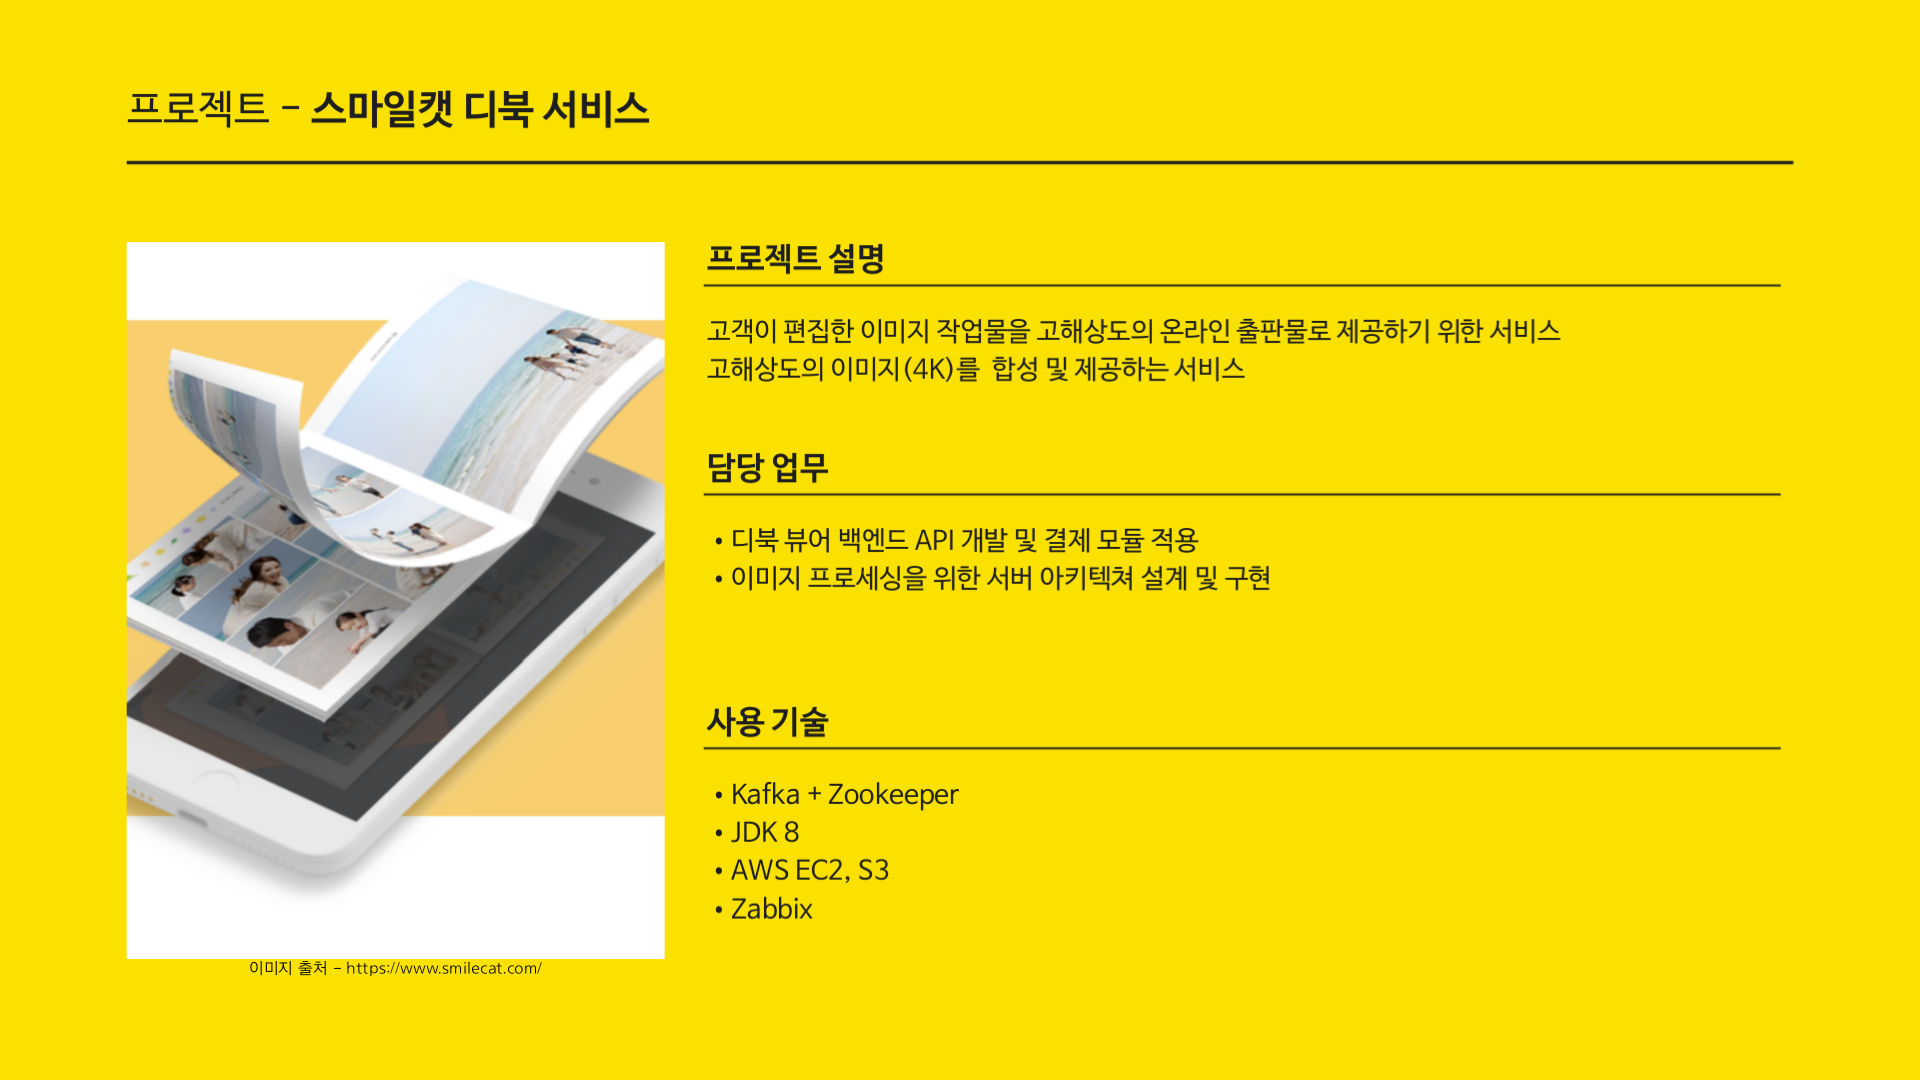 프로젝트 – 스마일캣 디북 서비스
프로젝트 설명
고객이 편집한 이미지 작업물을 고해상도의 온라인 출판물로 제공하기 위한 서비스
고해상도의 이미지(4K)를 합성 및 제공하는 서비스
담당 업무
• 디북 뷰어 백엔드 API 개발 및 결제 모듈 적용
• 이미지 프로세싱을 위한 서버 아키텍쳐 설계 및 구현
사용 기술
• Kafka + Zookeeper
• JDK 8
• AWS EC2, S3
• Zabbix
이미지 출처 – https://www.smilecat.com/